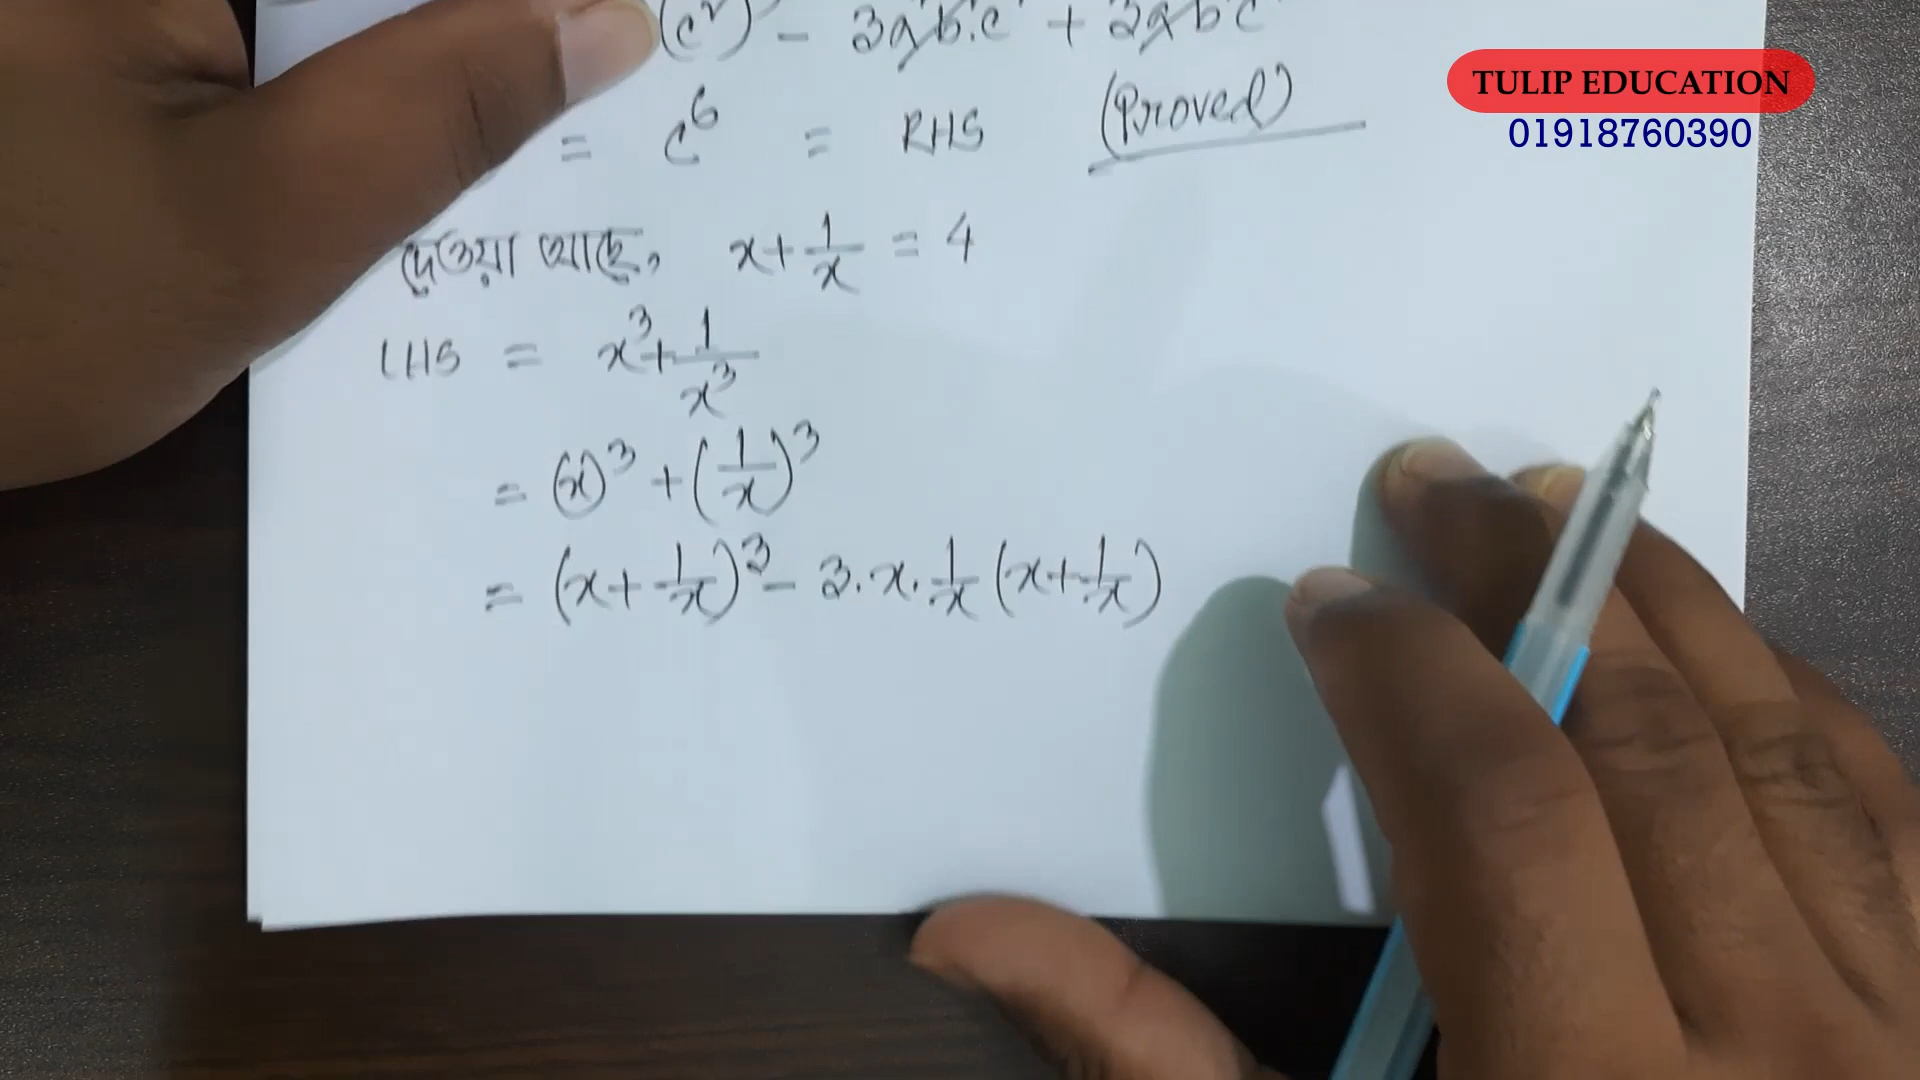 (c²) - 3abc + 3abc
= c⁶ = RHS (Proved)
TULIP EDUCATION
01918760390
দেওয়া আছে, x + 1/x = 4
LHS = x³ + 1/x³
= (x)³ + (1/x)³
= (x + 1/x)³ - 3.x.1/x (x + 1/x)